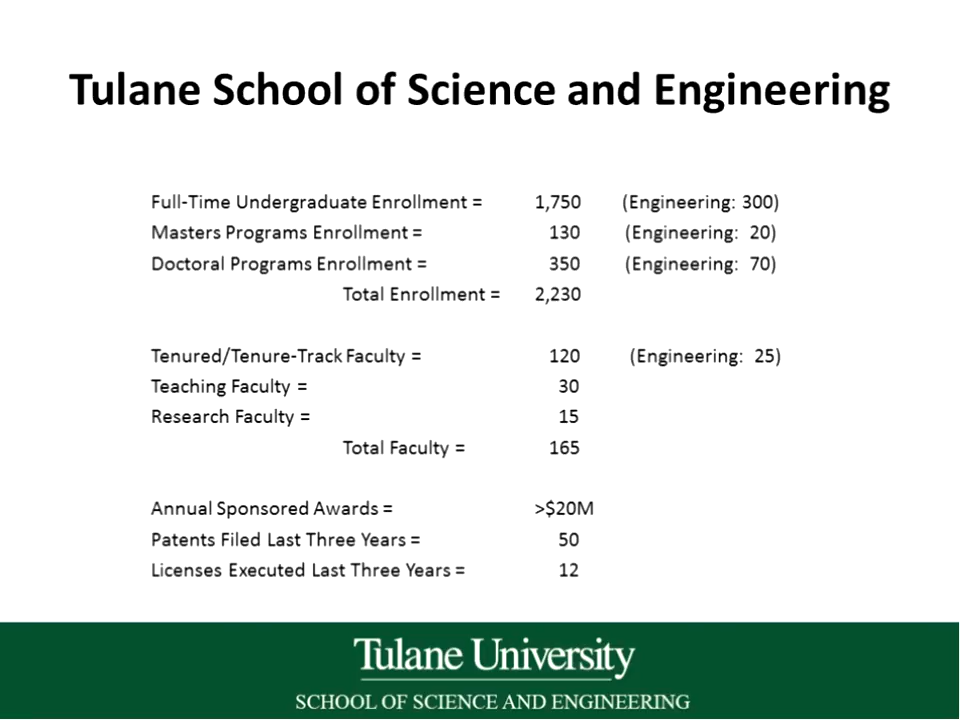 Tulane School of Science and Engineering
Full-Time Undergraduate Enrollment = 1,750 (Engineering: 300)
Masters Programs Enrollment = 130 (Engineering: 20)
Doctoral Programs Enrollment = 350 (Engineering: 70)
Total Enrollment = 2,230
Tenured/Tenure-Track Faculty = 120 (Engineering: 25)
Teaching Faculty = 30
Research Faculty = 15
Total Faculty = 165
Annual Sponsored Awards = >$20M
Patents Filed Last Three Years = 50
Licenses Executed Last Three Years = 12
Tulane University
SCHOOL OF SCIENCE AND ENGINEERING